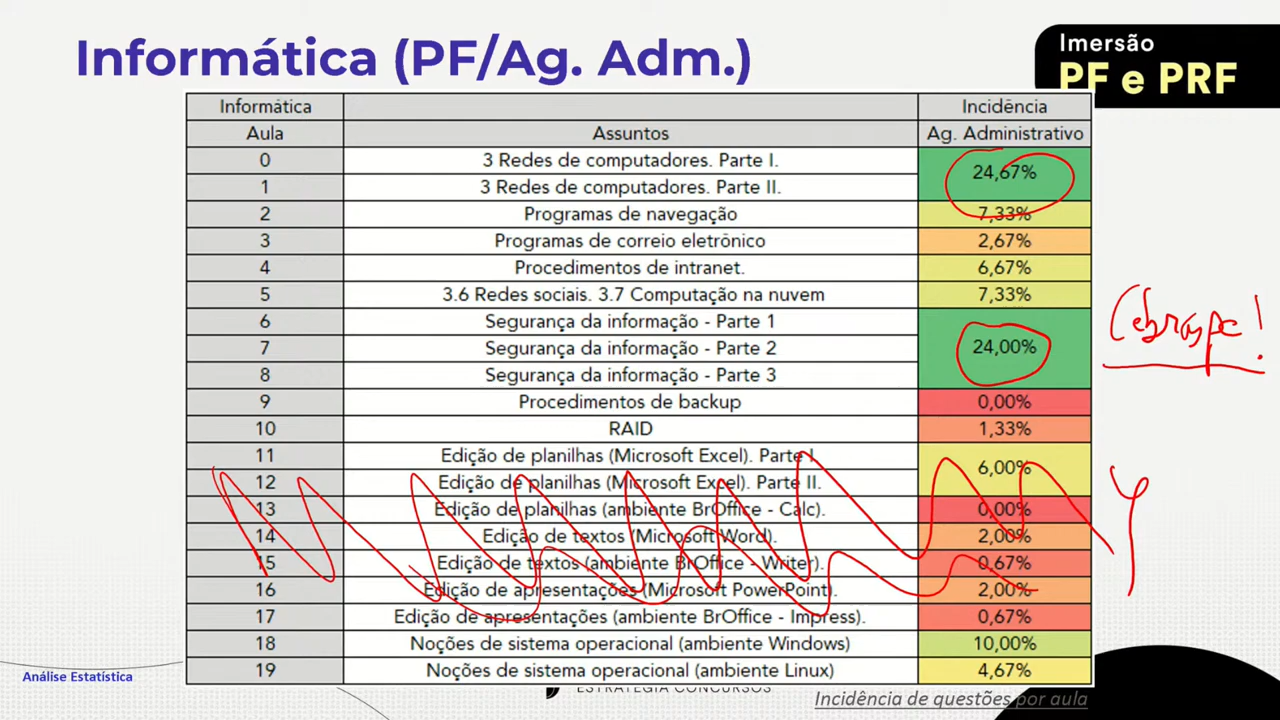 Informática (PF/Ag. Adm.)
Imersão
PF e PRF
Informática Incidência
Aula Assuntos Ag. Administrativo
0 3 Redes de computadores. Parte I. 24,67%
1 3 Redes de computadores. Parte II.
2 Programas de navegação 7,33%
3 Programas de correio eletrônico 2,67%
4 Procedimentos de intranet. 6,67%
5 3.6 Redes sociais. 3.7 Computação na nuvem 7,33%
6 Segurança da informação - Parte 1
7 Segurança da informação - Parte 2 24,00%
8 Segurança da informação - Parte 3
9 Procedimentos de backup 0,00%
10 RAID 1,33%
11 Edição de planilhas (Microsoft Excel). Parte I. 6,00%
12 Edição de planilhas (Microsoft Excel). Parte II.
13 Edição de planilhas (ambiente BrOffice - Calc). 0,00%
14 Edição de textos (Microsoft Word). 2,00%
15 Edição de textos (ambiente BrOffice - Writer). 0,67%
16 Edição de apresentações (Microsoft PowerPoint). 2,00%
17 Edição de apresentações (ambiente BrOffice - Impress). 0,67%
18 Noções de sistema operacional (ambiente Windows) 10,00%
19 Noções de sistema operacional (ambiente Linux) 4,67%
Cebraspe!
Análise Estatística
ESTRATÉGIA CONCURSOS
Incidência de questões por aula